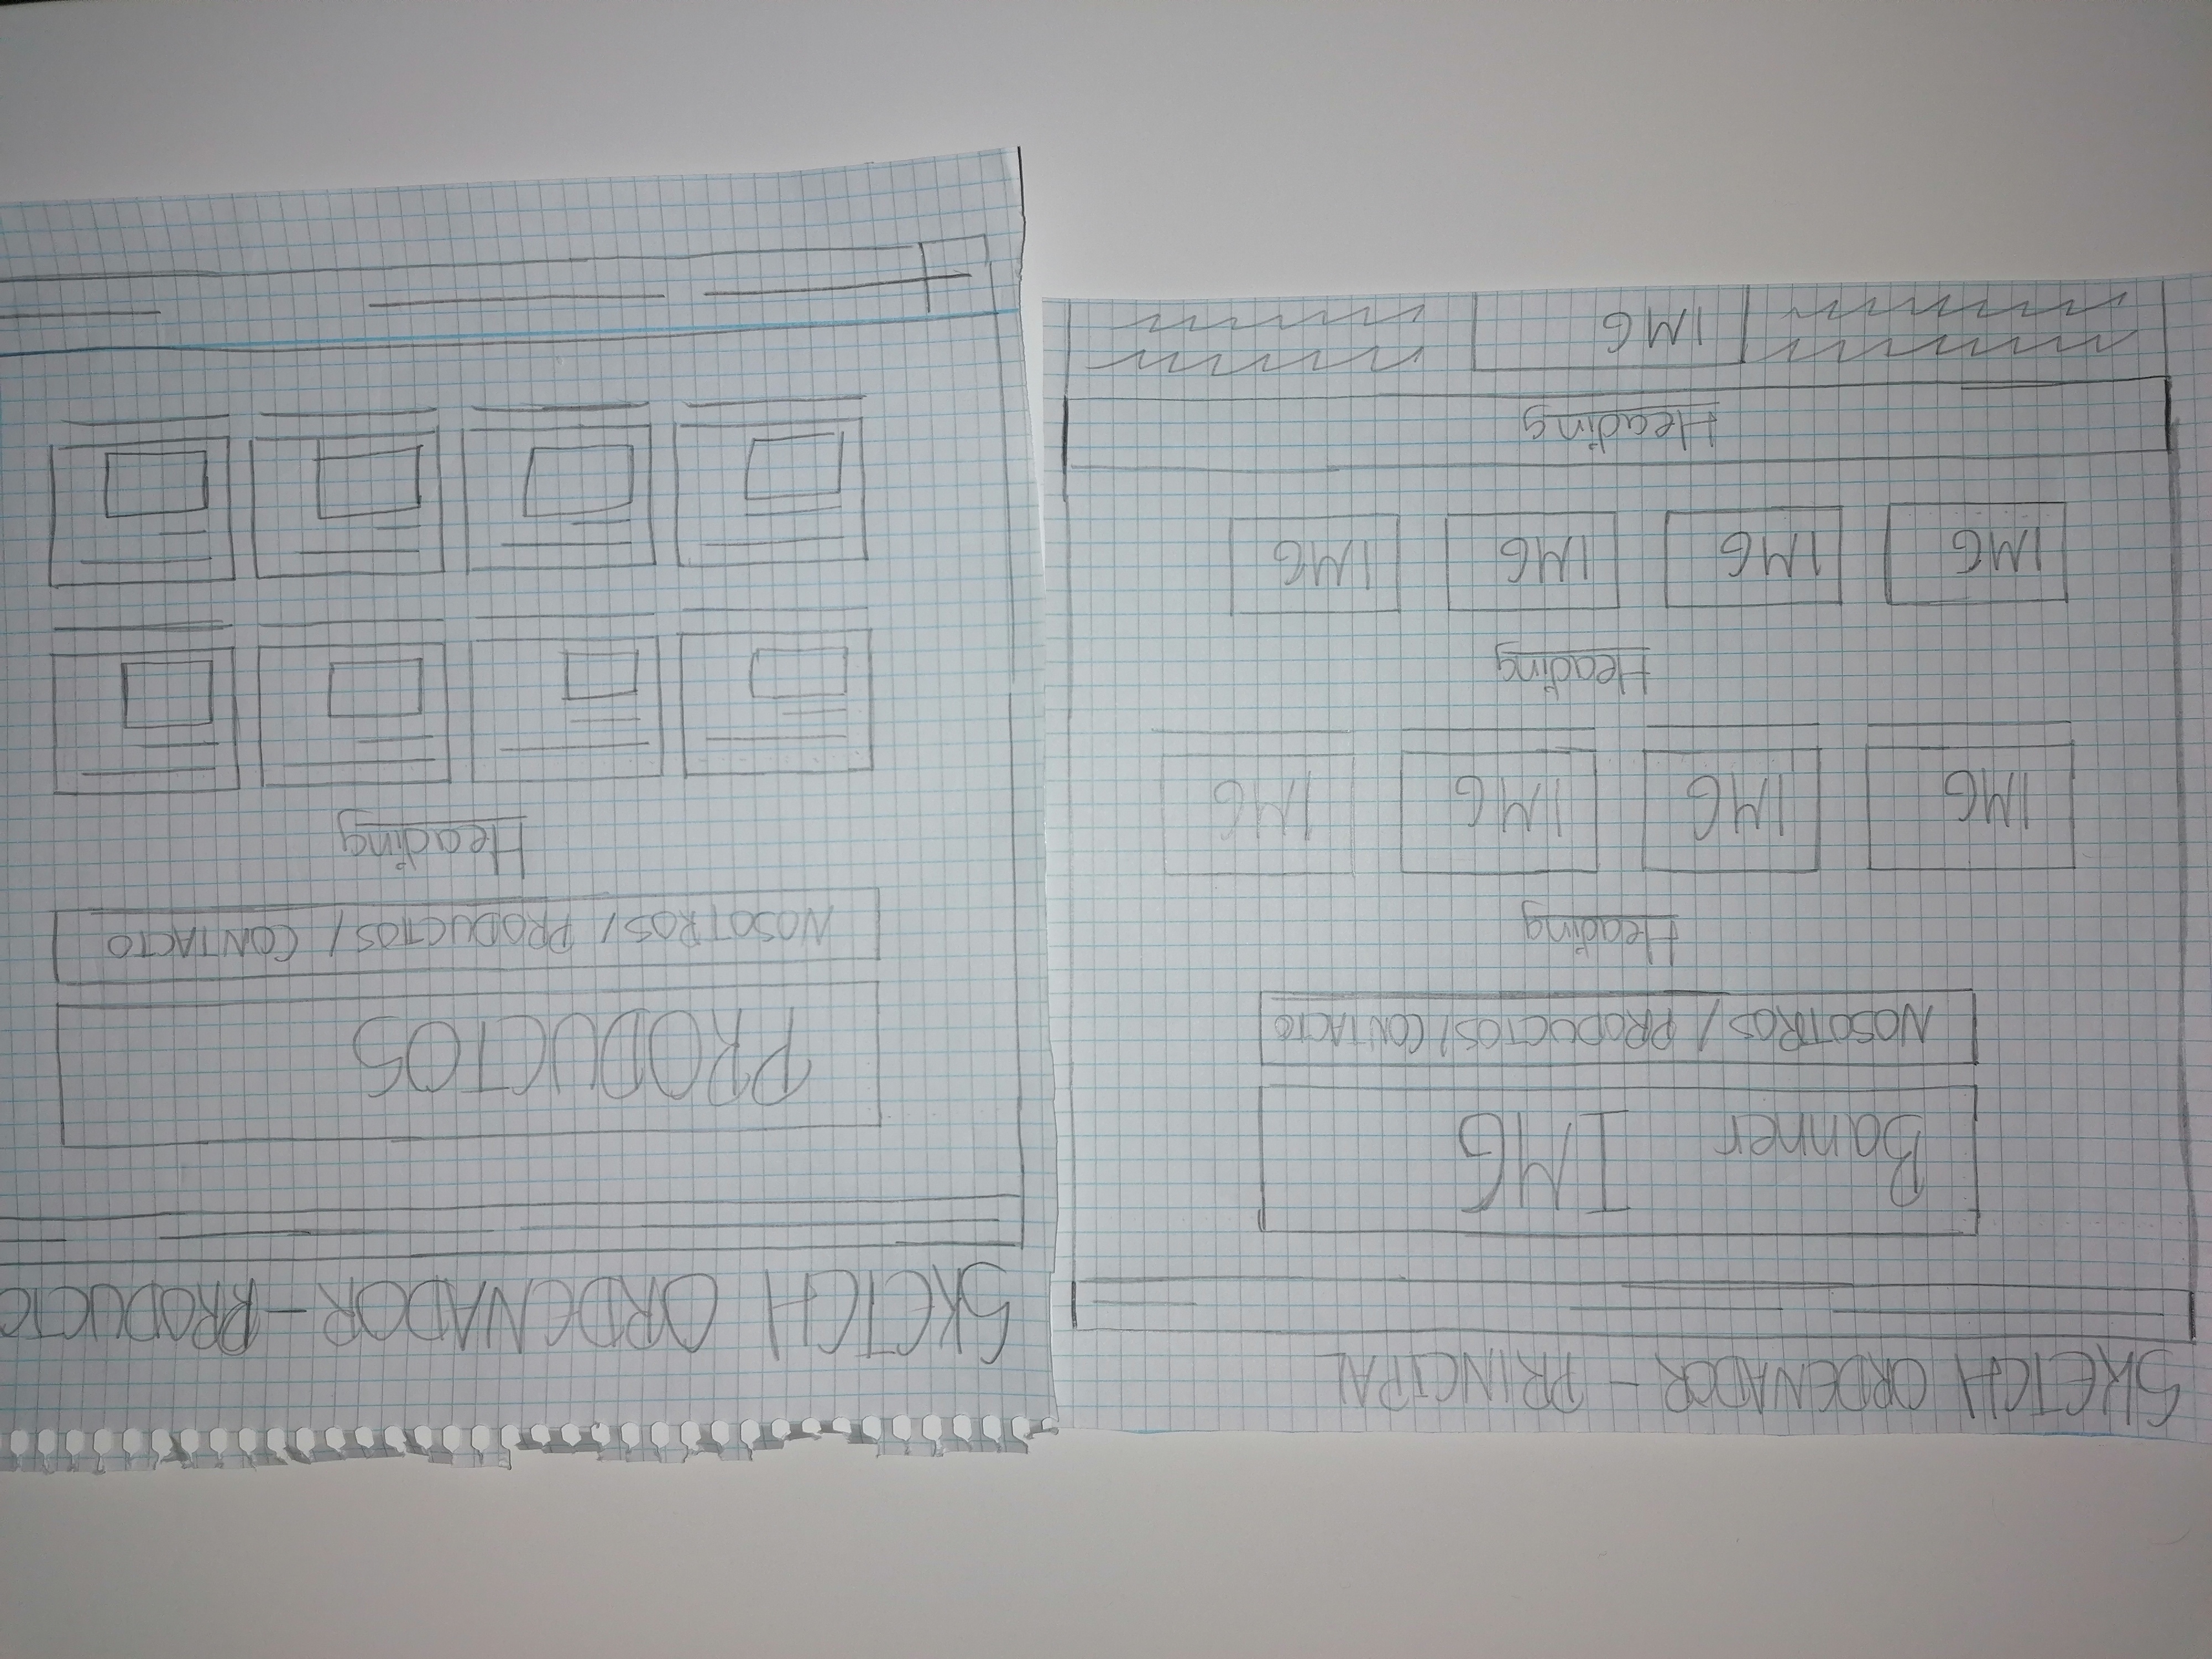 SKETCH ORDENADOR - PRINCIPAL
Banner IMG
NOSOTROS / PRODUCTOS / CONTACTO
Heading
IMG IMG IMG IMG
Heading
IMG IMG IMG IMG
Heading
IMG
SKETCH ORDENADOR - PRODUCTO
PRODUCTOS
NOSOTROS / PRODUCTOS / CONTACTO
Heading